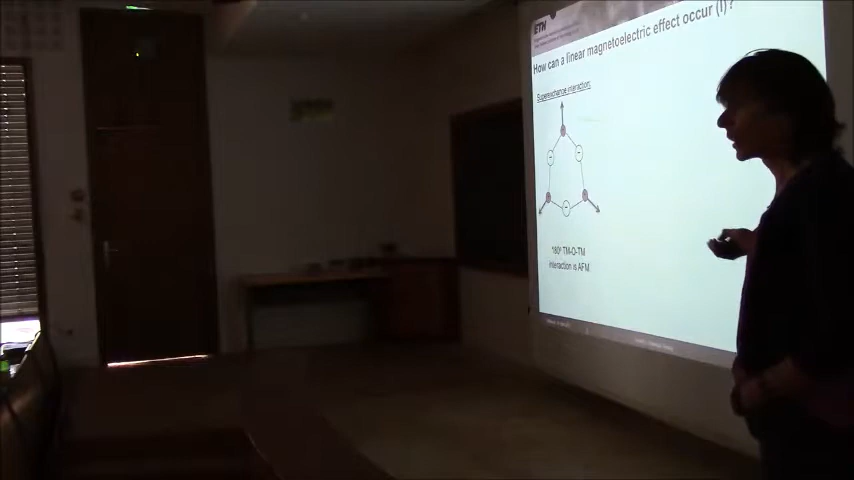 ETH
How can a linear magnetoelectric effect occur (I)?
Superexchange interaction:
180° TM-O-TM
interaction is AFM